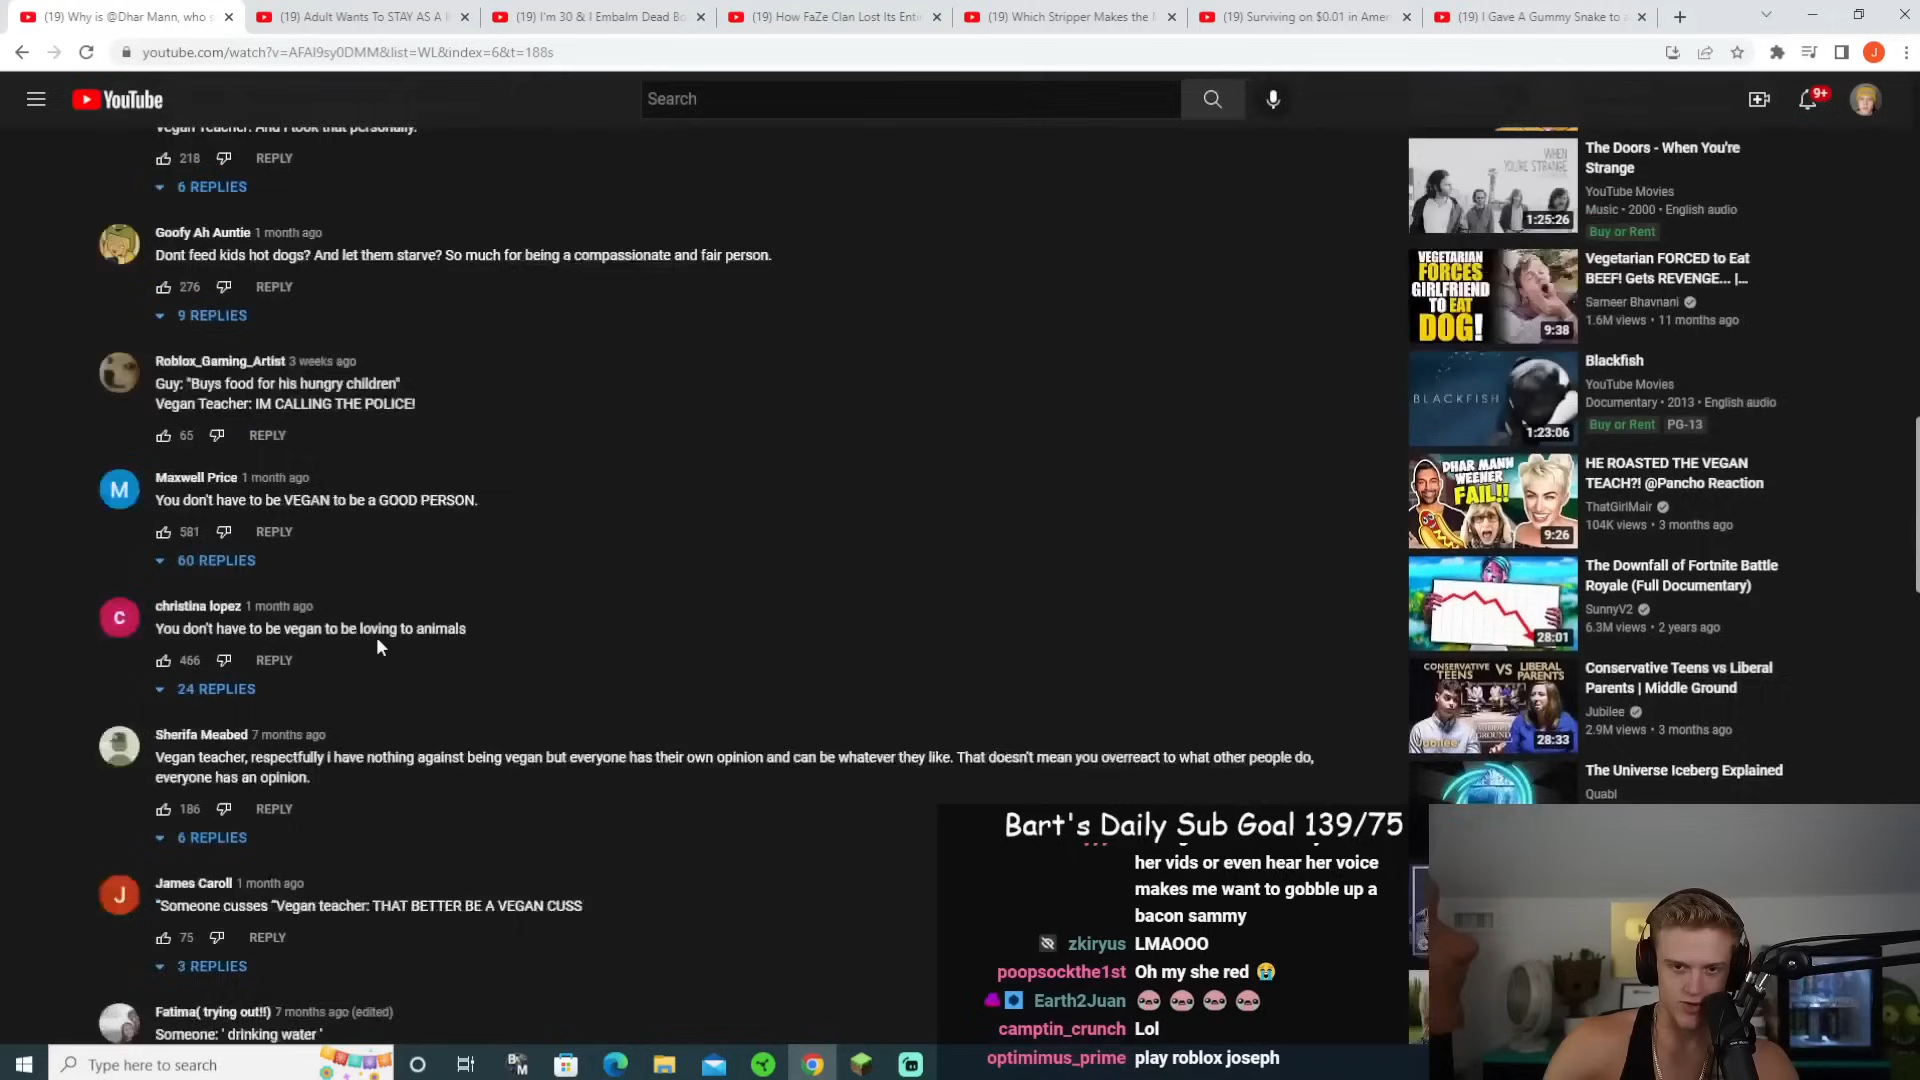 (19) Why is @Dhar Mann, who s
(19) Adult Wants To STAY AS A
(19) I'm 30 & I Embalm Dead Bo
(19) How FaZe Clan Lost Its Enti
(19) Which Stripper Makes the
(19) Surviving on $0.01 in Amer
(19) I Gave A Gummy Snake to
youtube.com/watch?v=AFAI9sy0DMM&list=WL&index=6&t=188s
J
YouTube
Search
9+
Vegan Teacher: And I took that personally.
218 REPLY
6 REPLIES
Goofy Ah Auntie 1 month ago
Dont feed kids hot dogs? And let them starve? So much for being a compassionate and fair person.
276 REPLY
9 REPLIES
Roblox_Gaming_Artist 3 weeks ago
Guy: "Buys food for his hungry children"
Vegan Teacher: IM CALLING THE POLICE!
65 REPLY
M
Maxwell Price 1 month ago
You don't have to be VEGAN to be a GOOD PERSON.
581 REPLY
60 REPLIES
c
christina lopez 1 month ago
You don't have to be vegan to be loving to animals
466 REPLY
24 REPLIES
Sherifa Meabed 7 months ago
Vegan teacher, respectfully i have nothing against being vegan but everyone has their own opinion and can be whatever they like. That doesn't mean you overreact to what other people do,
everyone has an opinion.
186 REPLY
6 REPLIES
J
James Caroll 1 month ago
"Someone cusses "Vegan teacher: THAT BETTER BE A VEGAN CUSS
75 REPLY
3 REPLIES
Fatima( trying out!!) 7 months ago (edited)
Someone: ' drinking water '
WHEN
YOU'RE STRANGE
1:25:26
The Doors - When You're
Strange
YouTube Movies
Music • 2000 • English audio
Buy or Rent
VEGETARIAN
FORCES
GIRLFRIEND
TO EAT
DOG!
9:38
Vegetarian FORCED to Eat
BEEF! Gets REVENGE... |...
Sameer Bhavnani
1.6M views • 11 months ago
BLACKFISH
1:23:06
Blackfish
YouTube Movies
Documentary • 2013 • English audio
Buy or Rent PG-13
DHAR MANN
WEENER
FAIL!!
9:26
HE ROASTED THE VEGAN
TEACH?! @Pancho Reaction
ThatGirlMair
104K views • 3 months ago
28:01
The Downfall of Fortnite Battle
Royale (Full Documentary)
SunnyV2
6.3M views • 2 years ago
CONSERVATIVE VS LIBERAL
TEENS PARENTS
jubilee
28:33
Conservative Teens vs Liberal
Parents | Middle Ground
Jubilee
2.9M views • 3 months ago
The Universe Iceberg Explained
Quabl
Bart's Daily Sub Goal 139/75
her vids or even hear her voice
makes me want to gobble up a
bacon sammy
zkiryus LMAOOO
poopsockthe1st Oh my she red 😭
Earth2Juan
camptin_crunch Lol
optimimus_prime play roblox joseph
Type here to search